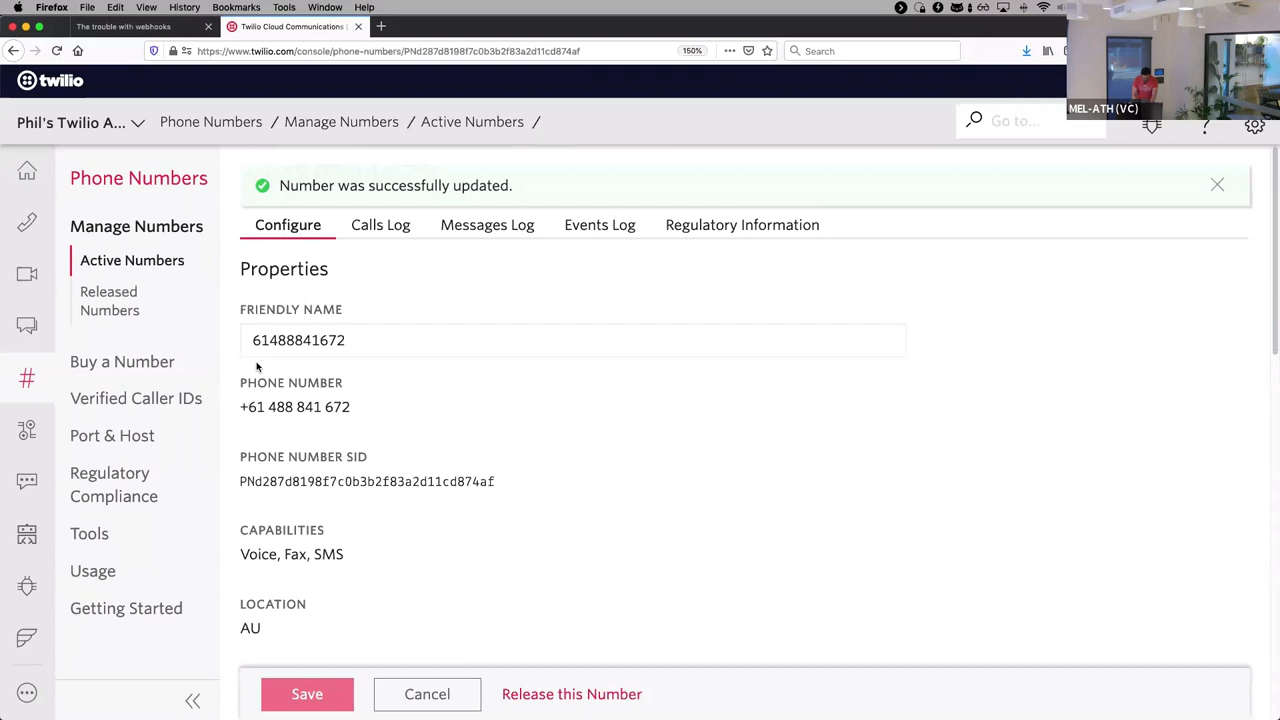 Firefox File Edit View History Bookmarks Tools Window Help
The trouble with webhooks
Twilio Cloud Communications |
https://www.twilio.com/console/phone-numbers/PNd287d8198f7c0b3b2f83a2d11cd874af
150%
Search
MEL-ATH (VC)
twilio
Phil's Twilio A...
Phone Numbers / Manage Numbers / Active Numbers /
Go to...
Phone Numbers
Manage Numbers
Active Numbers
Released
Numbers
Buy a Number
Verified Caller IDs
Port & Host
Regulatory
Compliance
Tools
Usage
Getting Started
Number was successfully updated.
Configure Calls Log Messages Log Events Log Regulatory Information
Properties
FRIENDLY NAME
61488841672
PHONE NUMBER
+61 488 841 672
PHONE NUMBER SID
PNd287d8198f7c0b3b2f83a2d11cd874af
CAPABILITIES
Voice, Fax, SMS
LOCATION
AU
Save Cancel Release this Number